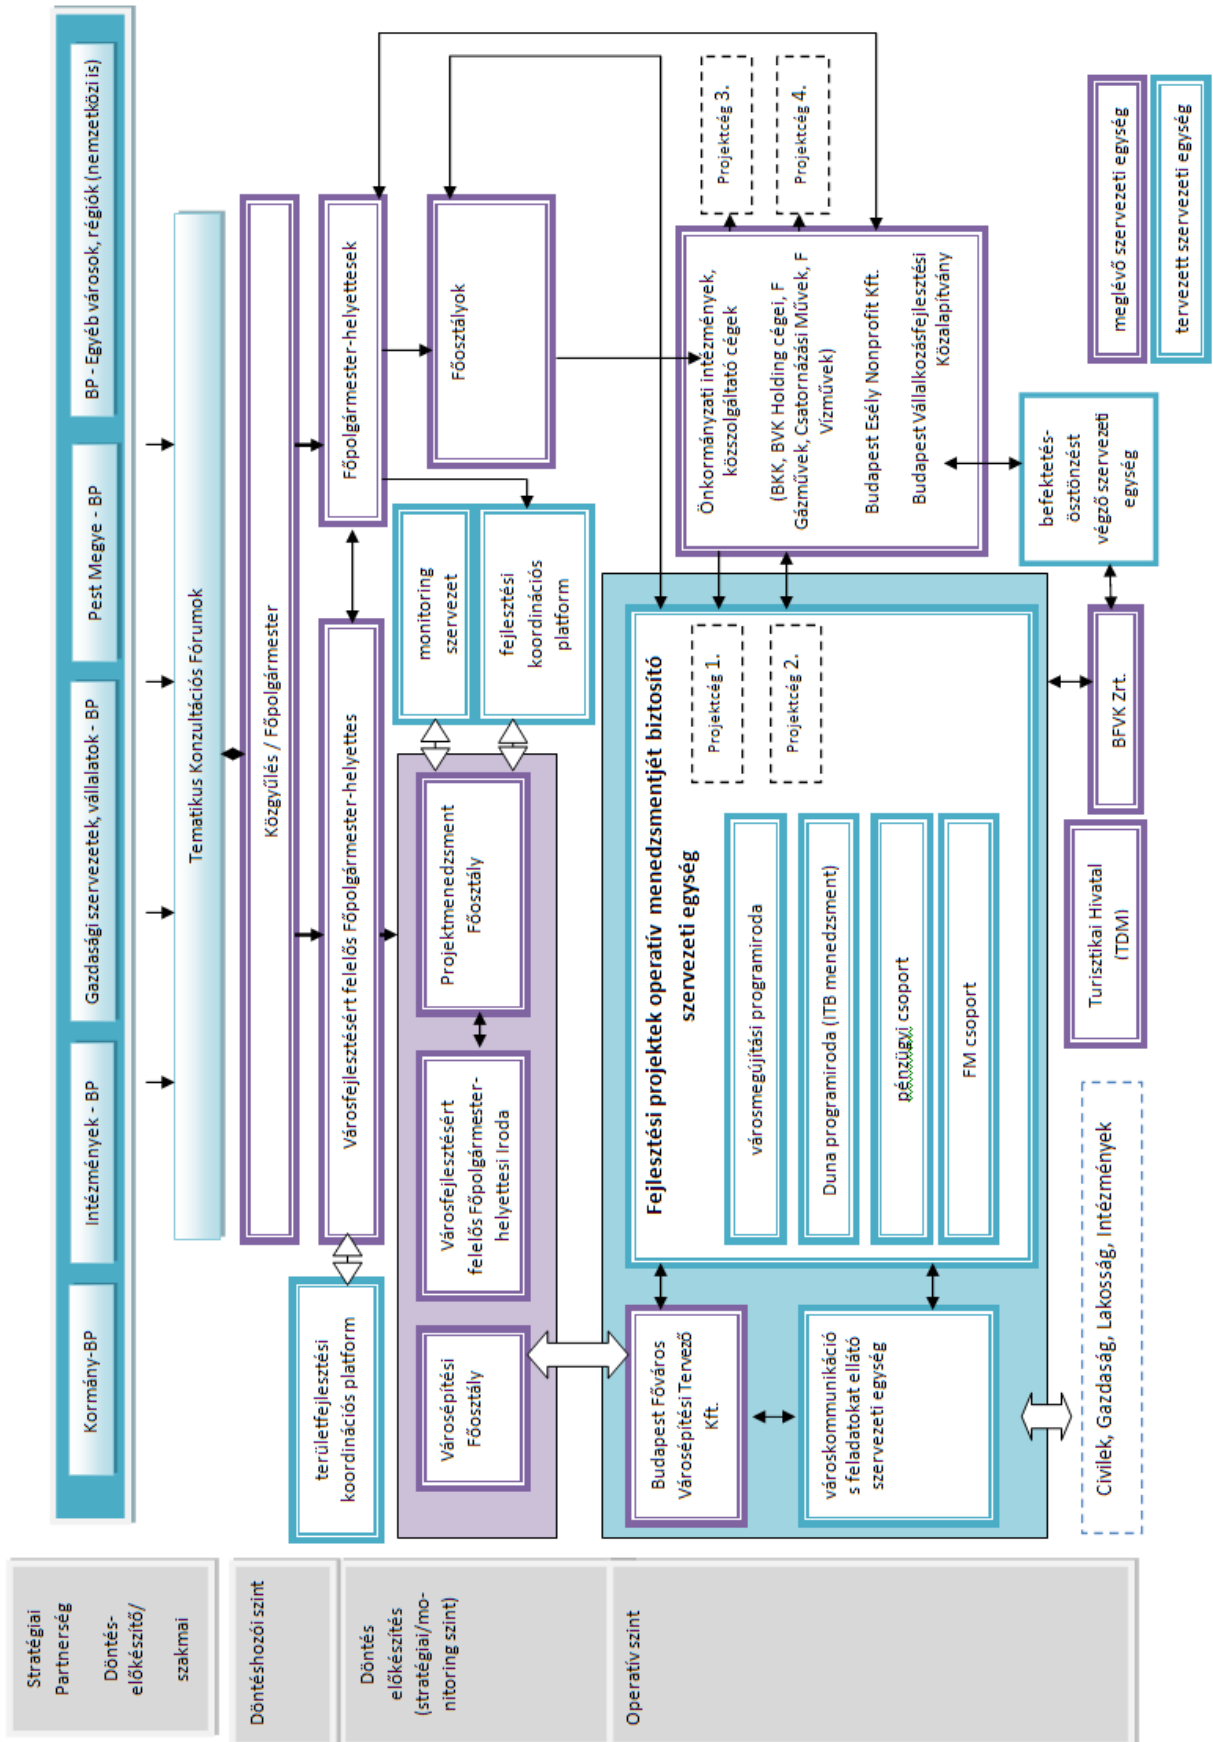 Stratégiai
Partnerség
Döntés-
előkészítő/
szakmai
Kormány-BP
Intézmények - BP
Gazdasági szervezetek, vállatok - BP
Pest Megye - BP
BP - Egyéb városok, régiók (nemzetközi is)
Tematikus Konzultációs Fórumok
Döntéshozói szint
Közgyűlés / Főpolgármester
területfejlesztési
koordinációs platform
Városfejlesztésért felelős Főpolgármester-helyettes
Főpolgármester-helyettesek
Döntés
előkészítés
(stratégiai/mo-
nitoring szint)
Városépítési
Főosztály
Városfejlesztésért
felelős Főpolgármester-
helyettesi Iroda
Projektmenedzsment
Főosztály
monitoring
szervezet
fejlesztési
koordinációs
platform
Főosztályok
Operatív szint
Budapest Főváros
Városépítési Tervező
Kft.
városkommunikáció
s feladatokat ellátó
szervezeti egység
Fejlesztési projektek operatív menedzsmentjét biztosító
szervezeti egység
városmegújítási programiroda
Duna programiroda (ITB menedzsment)
pénzügyi csoport
FM csoport
Projektcég 1.
Projektcég 2.
Önkormányzati intézmények,
közszolgáltató cégek
(BKK, BVK Holding cégei, F
Gázművek, Csatornázási Művek, F
Vízművek)
Budapest Esély Nonprofit Kft.
Budapest Vállalkozásfejlesztési
Közalapítvány
Projektcég 3.
Projektcég 4.
Civilek, Gazdaság, Lakosság, Intézmények
Turisztikai Hivatal
(TDM)
BFVK Zrt.
befektetés-
ösztönzést
végző szervezeti
egység
meglévő szervezeti egység
tervezett szervezeti egység